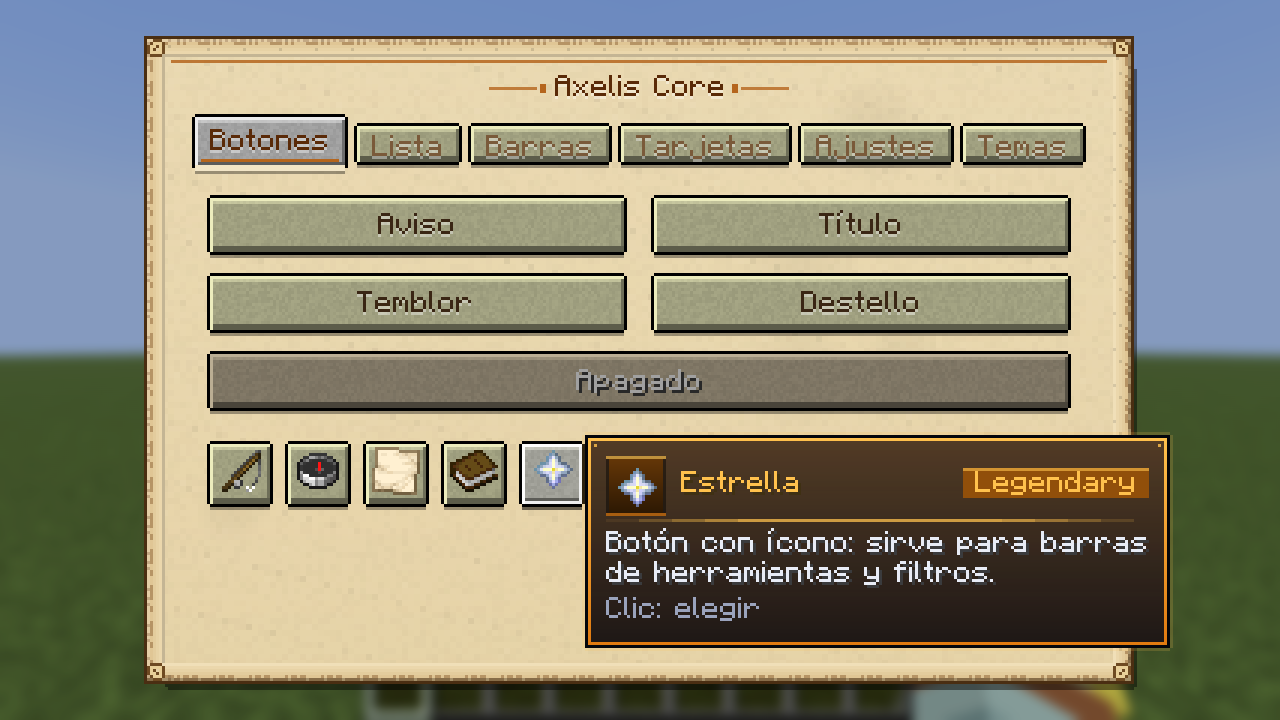 Axelis Core
Botones Lista Barras Tarjetas Ajustes Temas
Aviso Título
Temblor Destello
Apagado
Estrella Legendary
Botón con ícono: sirve para barras
de herramientas y filtros.
Clic: elegir